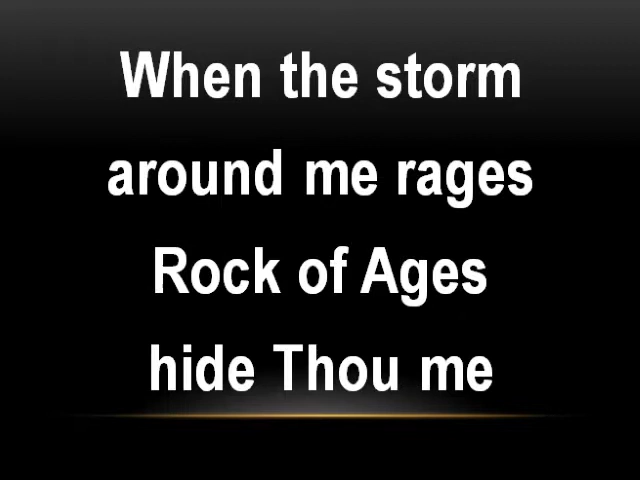 When the storm
around me rages
Rock of Ages
hide Thou me